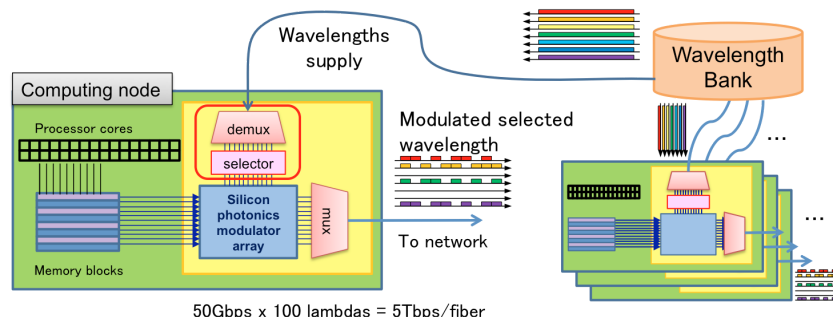 Wavelengths
supply
Wavelength
Bank
Computing node
Processor cores
demux
selector
Modulated selected
wavelength
...
Silicon
photonics
modulator
array
mux
To network
...
Memory blocks
50Gbps x 100 lambdas = 5Tbps/fiber